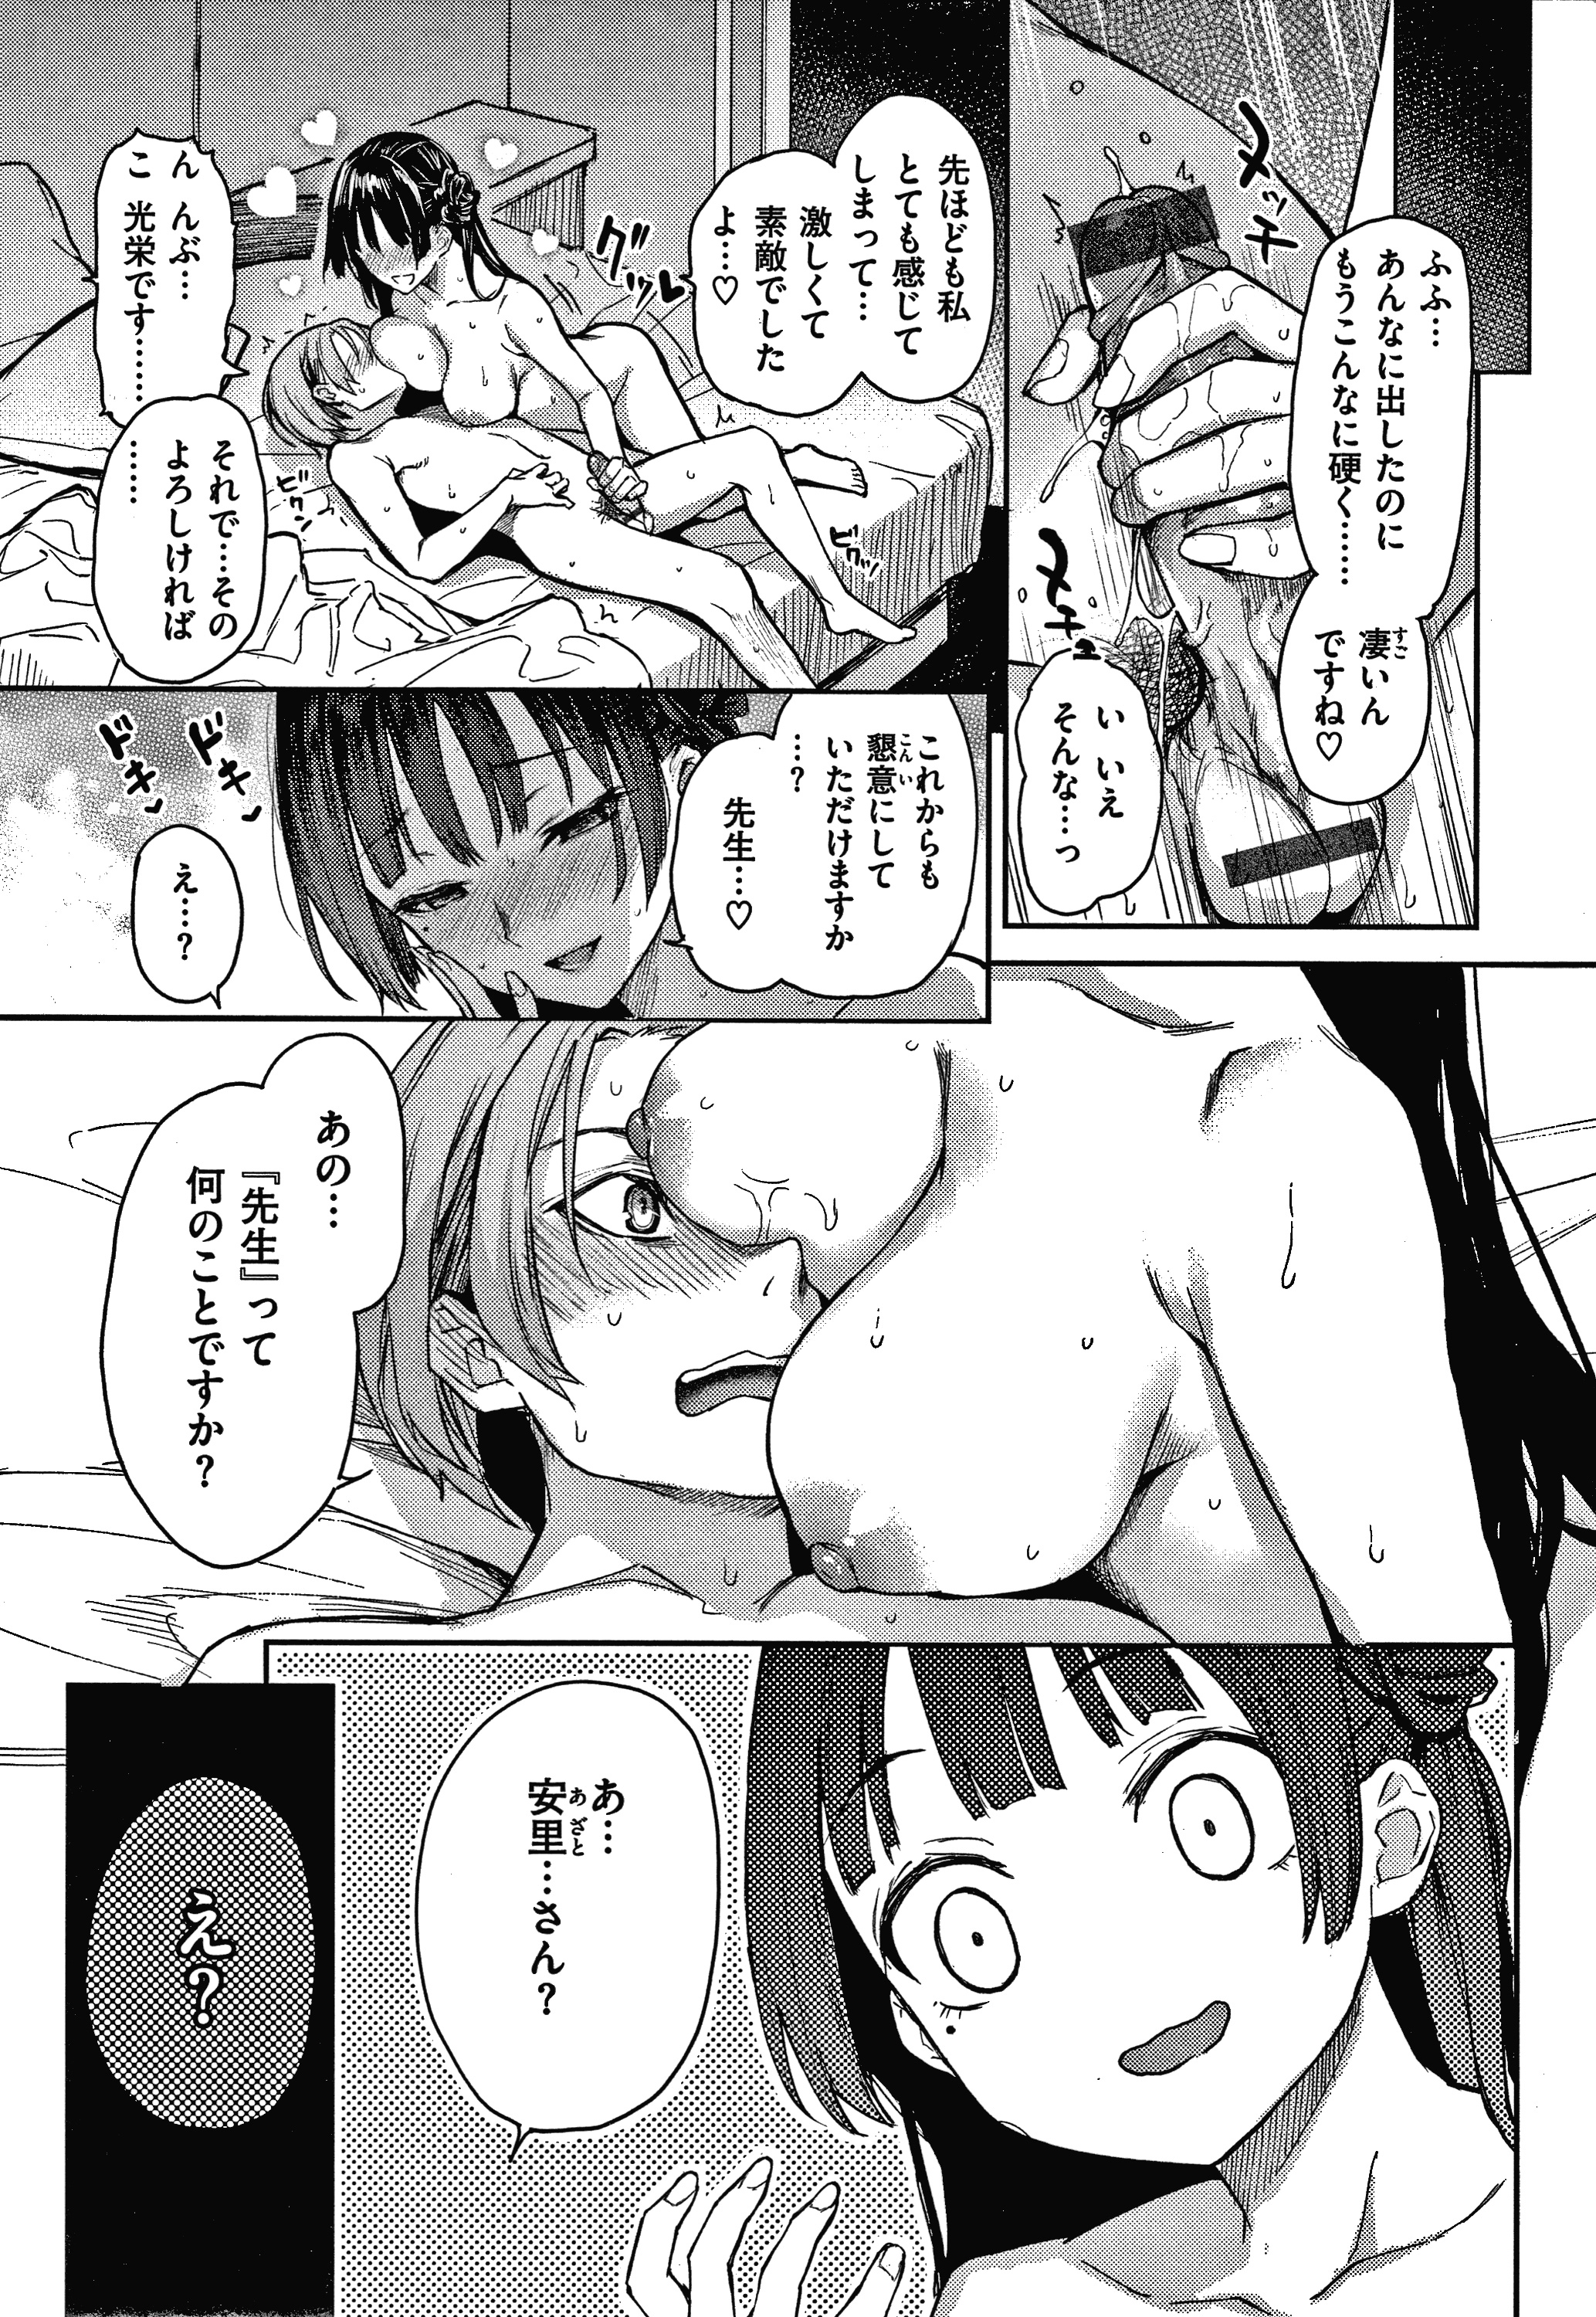 ふふ…
あんなに出したのに
もうこんなに硬く……
凄いん
ですね♡
ヌッチ
ヌチュ
い いえ
そんな…っ
先ほども私
とても感じて
しまって…
激しくて
素敵でした
よ…♡
グッ
ビクン
ビクッ
ん んぶ…
こ 光栄です……
それで…その
よろしければ
……
これからも
懇意にして
いただけますか
…?
先生…♡
ドキ
ドキ
え…?
あの…
『先生』って
何のことですか?
あ…
安里…さん?
え?